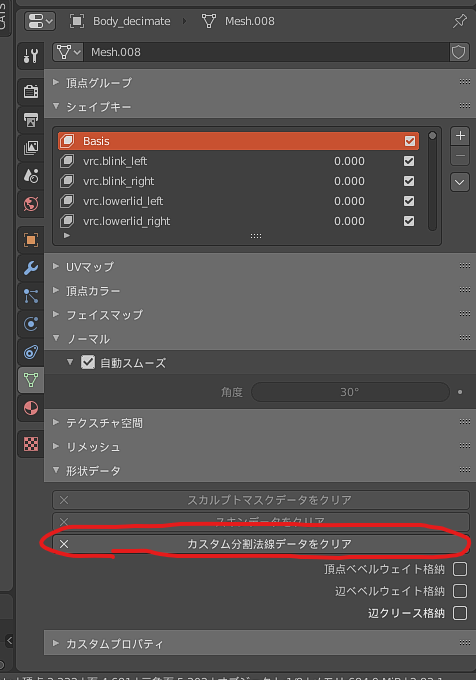 CATS
Body_decimate
Mesh.008
Mesh.008
頂点グループ
シェイプキー
Basis
vrc.blink_left 0.000
vrc.blink_right 0.000
vrc.lowerlid_left 0.000
vrc.lowerlid_right 0.000
UVマップ
頂点カラー
フェイスマップ
ノーマル
自動スムーズ
角度 30°
テクスチャ空間
リメッシュ
形状データ
スカルプトマスクデータをクリア
スキンデータをクリア
カスタム分割法線データをクリア
頂点ベベルウェイト格納
辺ベベルウェイト格納
辺クリース格納
カスタムプロパティ